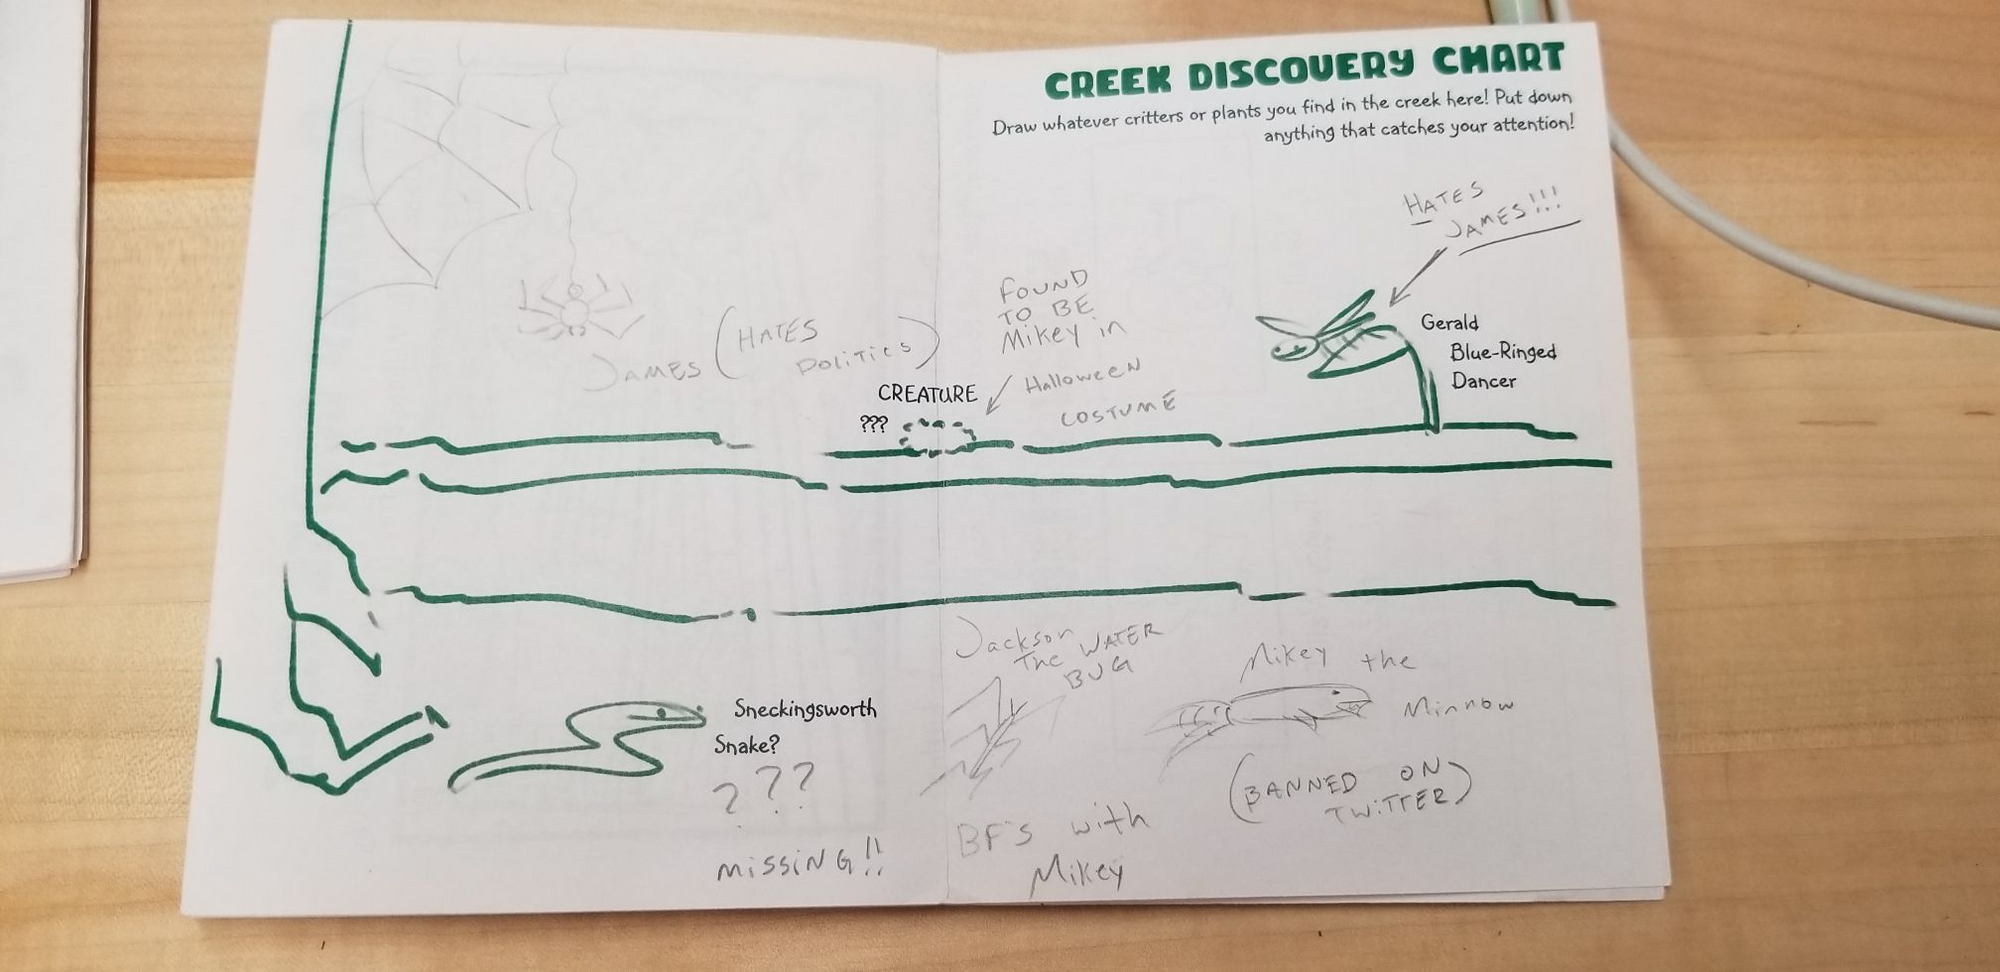 CREEK DISCOVERY CHART
Draw whatever critters or plants you find in the creek here! Put down
anything that catches your attention!
HATES
JAMES!!!
Gerald
Blue-Ringed
Dancer
JAMES (HATES
POLITICS)
FOUND
TO BE
Mikey in
Halloween
COSTUME
CREATURE
???
Sneckingsworth
Snake?
???
MISSING!!
Jackson
The WATER
BUG
BF'S with
Mikey
Mikey the
Minnow
(BANNED ON
TWITTER)